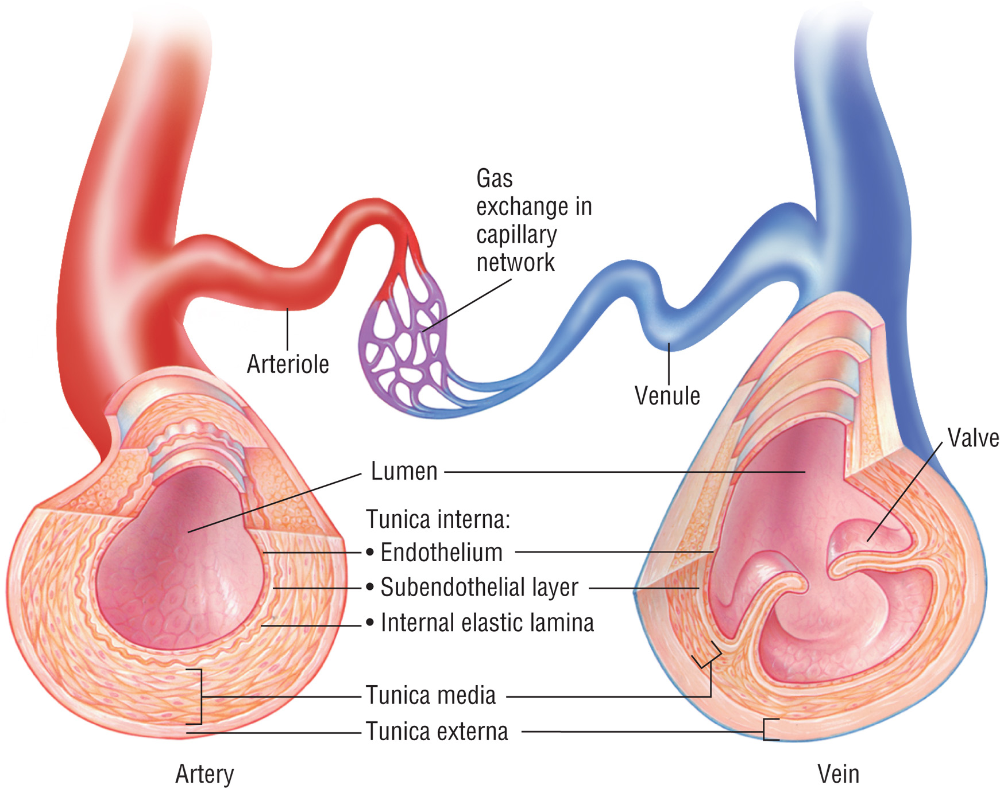 Gas
exchange in
capillary
network
Arteriole
Venule
Valve
Lumen
Tunica interna:
• Endothelium
• Subendothelial layer
• Internal elastic lamina
Tunica media
Tunica externa
Artery
Vein